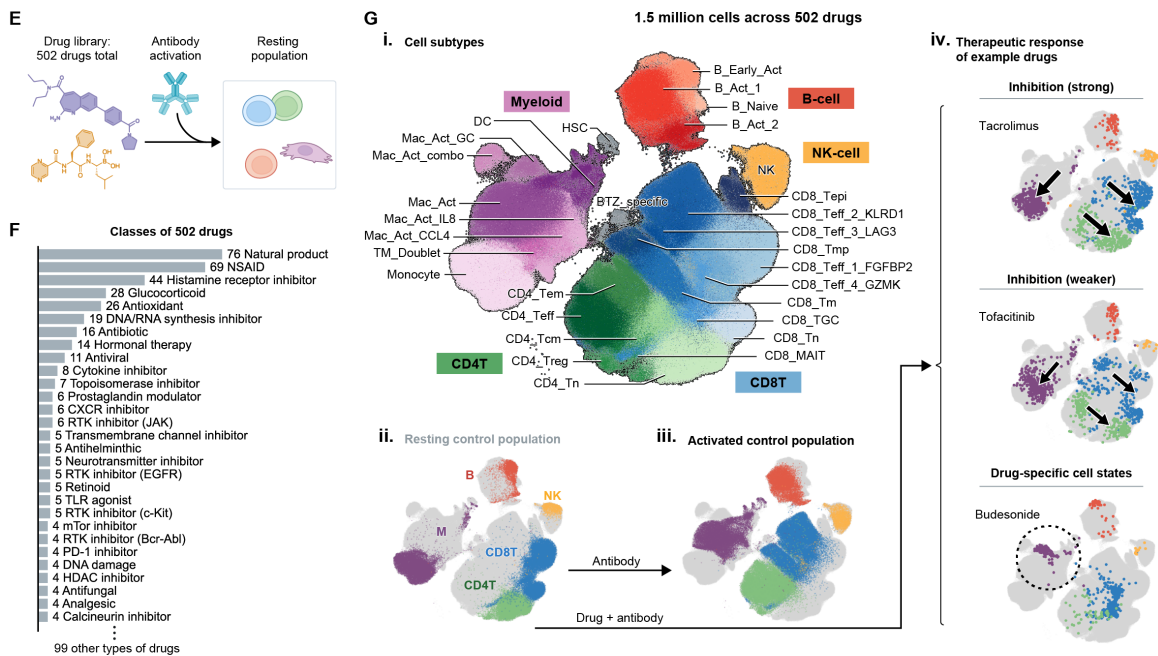 E
Drug library:
502 drugs total
Antibody
activation
Resting
population
F
Classes of 502 drugs
76 Natural product
69 NSAID
44 Histamine receptor inhibitor
28 Glucocorticoid
26 Antioxidant
19 DNA/RNA synthesis inhibitor
16 Antibiotic
14 Hormonal therapy
11 Antiviral
8 Cytokine inhibitor
7 Topoisomerase inhibitor
6 Prostaglandin modulator
6 CXCR inhibitor
6 RTK inhibitor (JAK)
5 Transmembrane channel inhibitor
5 Antihelminthic
5 Neurotransmitter inhibitor
5 RTK inhibitor (EGFR)
5 Retinoid
5 TLR agonist
5 RTK inhibitor (c-Kit)
4 mTor inhibitor
4 RTK inhibitor (Bcr-Abl)
4 PD-1 inhibitor
4 DNA damage
4 HDAC inhibitor
4 Antifungal
4 Analgesic
4 Calcineurin inhibitor
99 other types of drugs
G
1.5 million cells across 502 drugs
i. Cell subtypes
Myeloid
DC
HSC
Mac_Act_GC
Mac_Act_combo
Mac_Act
Mac_Act_IL8
Mac_Act_CCL4
TM_Doublet
Monocyte
B_Early_Act
B_Act_1
B_Naive
B_Act_2
B-cell
NK-cell
NK
BTZ- specific
CD8_Tepi
CD8_Teff_2_KLRD1
CD8_Teff_3_LAG3
CD8_Tmp
CD8_Teff_1_FGFBP2
CD8_Teff_4_GZMK
CD8_Tm
CD8_TGC
CD8_Tn
CD8_MAIT
CD8T
CD4_Tem
CD4_Teff
CD4_Tcm
CD4_Treg
CD4_Tn
CD4T
ii. Resting control population
B
NK
M
CD8T
CD4T
Antibody
Drug + antibody
iii. Activated control population
iv. Therapeutic response
of example drugs
Inhibition (strong)
Tacrolimus
Inhibition (weaker)
Tofacitinib
Drug-specific cell states
Budesonide